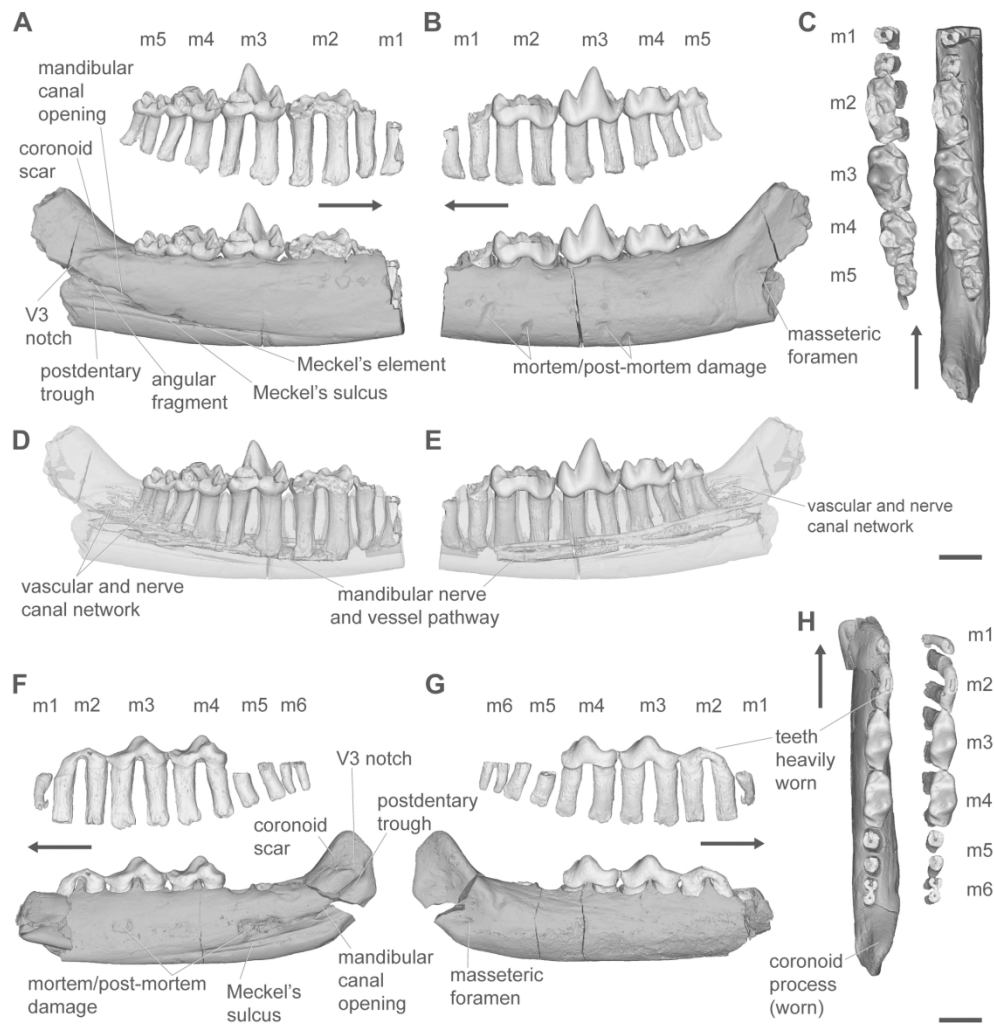 A
m5 m4 m3 m2 m1
mandibular
canal
opening
coronoid
scar
V3
notch
postdentary
trough
angular
fragment
Meckel's element
Meckel's sulcus
B
m1 m2 m3 m4 m5
mortem/post-mortem damage
masseteric
foramen
C
m1
m2
m3
m4
m5
D
vascular and nerve
canal network
mandibular nerve
and vessel pathway
E
vascular and nerve
canal network
F
m1 m2 m3 m4 m5 m6
V3 notch
coronoid
scar
postdentary
trough
mortem/post-mortem
damage
Meckel's
sulcus
mandibular
canal
opening
G
m6 m5 m4 m3 m2 m1
teeth
heavily
worn
masseteric
foramen
H
m1
m2
m3
m4
m5
m6
coronoid
process
(worn)